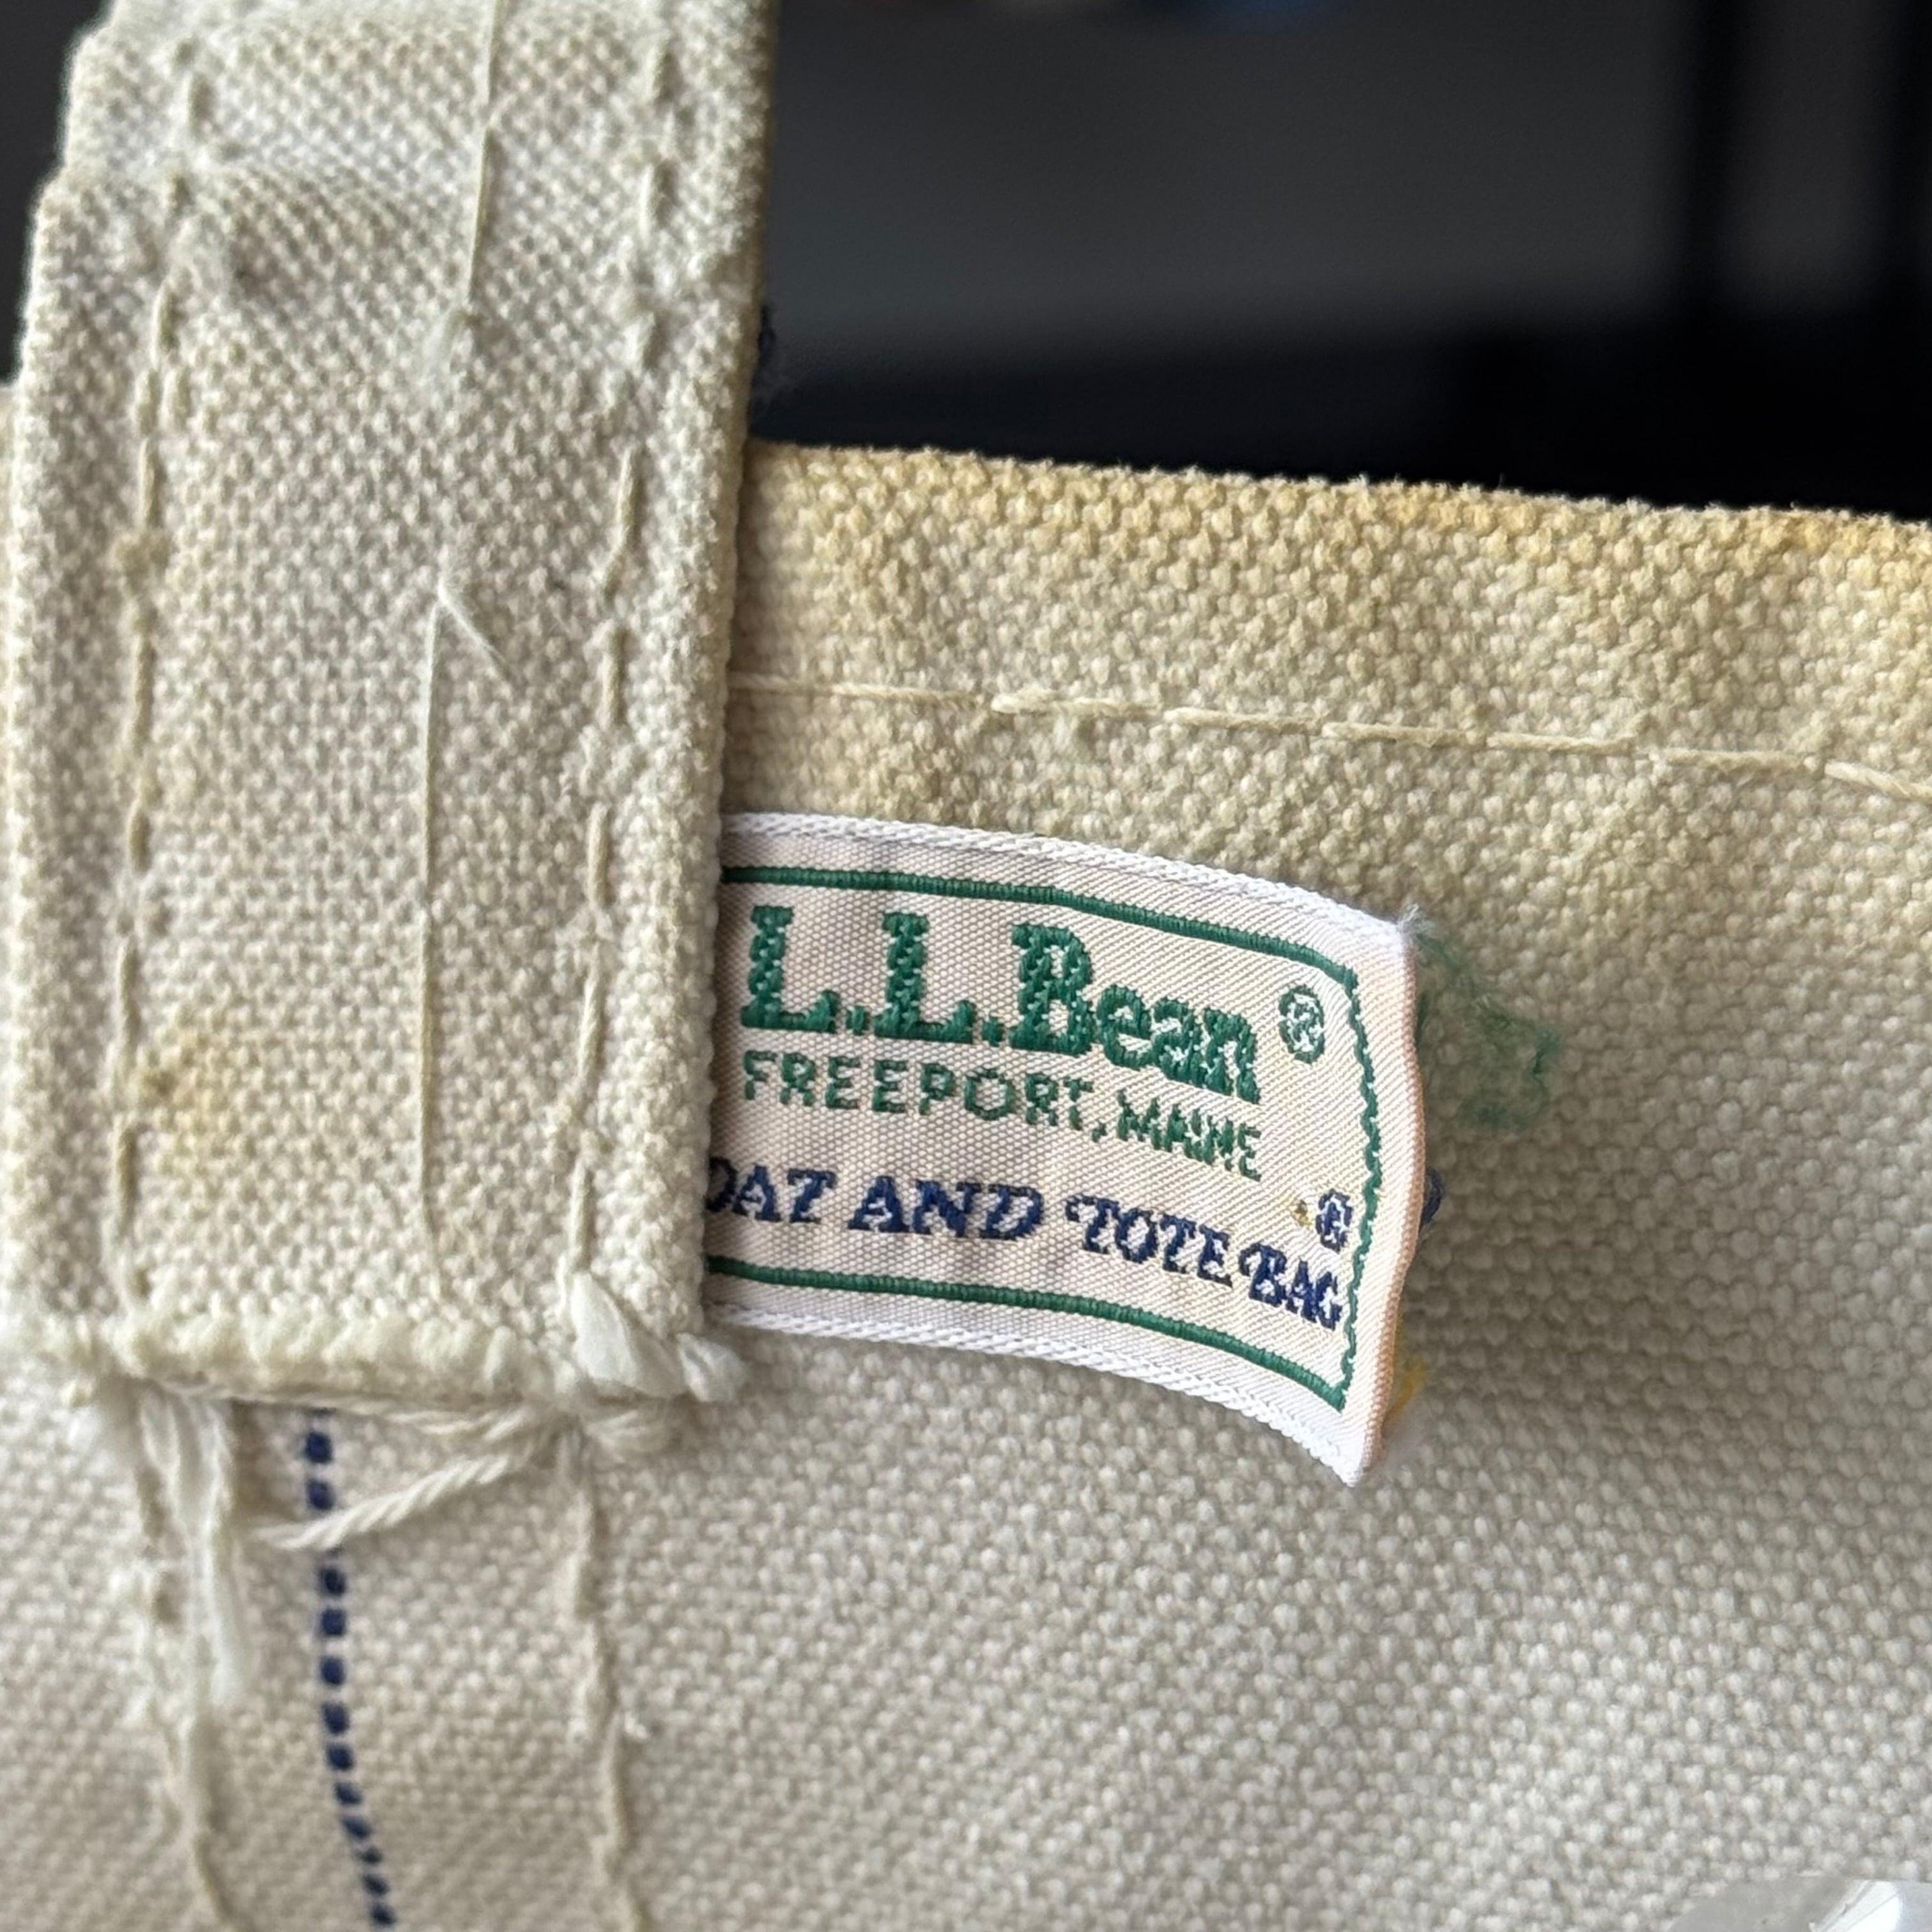 L.L.Bean®
FREEPORT, MAINE
OAT AND TOTE BAG®